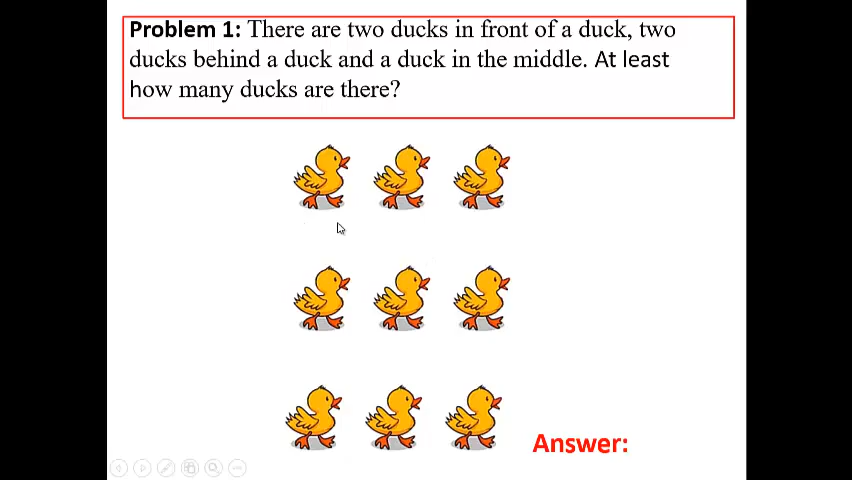 Problem 1: There are two ducks in front of a duck, two
ducks behind a duck and a duck in the middle. At least
how many ducks are there?
Answer: